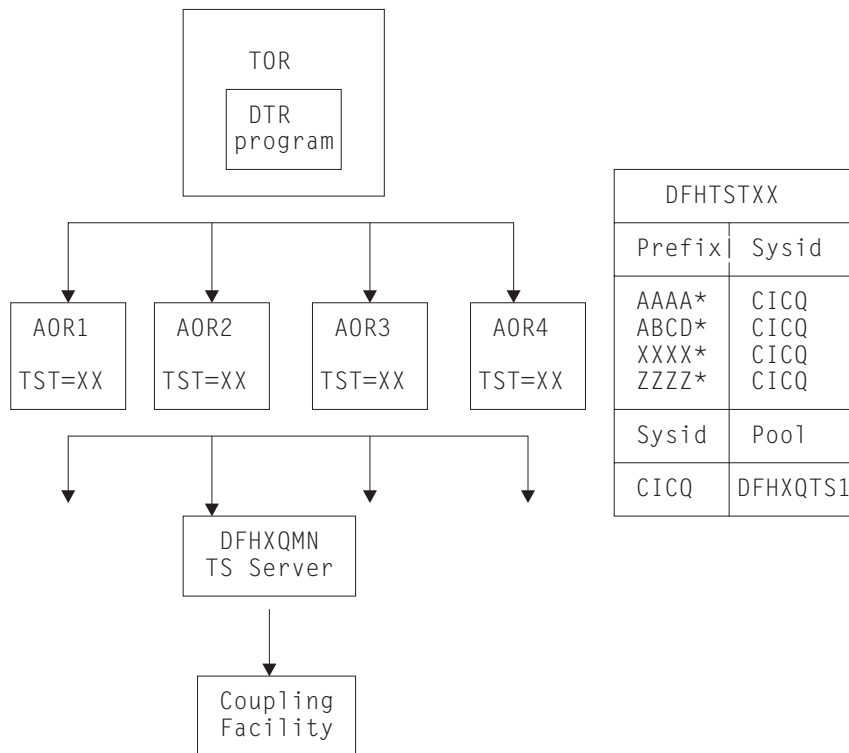 TOR
DTR
program
DFHTSTXX
Prefix Sysid
AAAA* CICQ
ABCD* CICQ
XXXX* CICQ
ZZZZ* CICQ
Sysid Pool
CICQ DFHXQTS1
AOR1 AOR2 AOR3 AOR4
TST=XX TST=XX TST=XX TST=XX
DFHXQMN
TS Server
Coupling
Facility